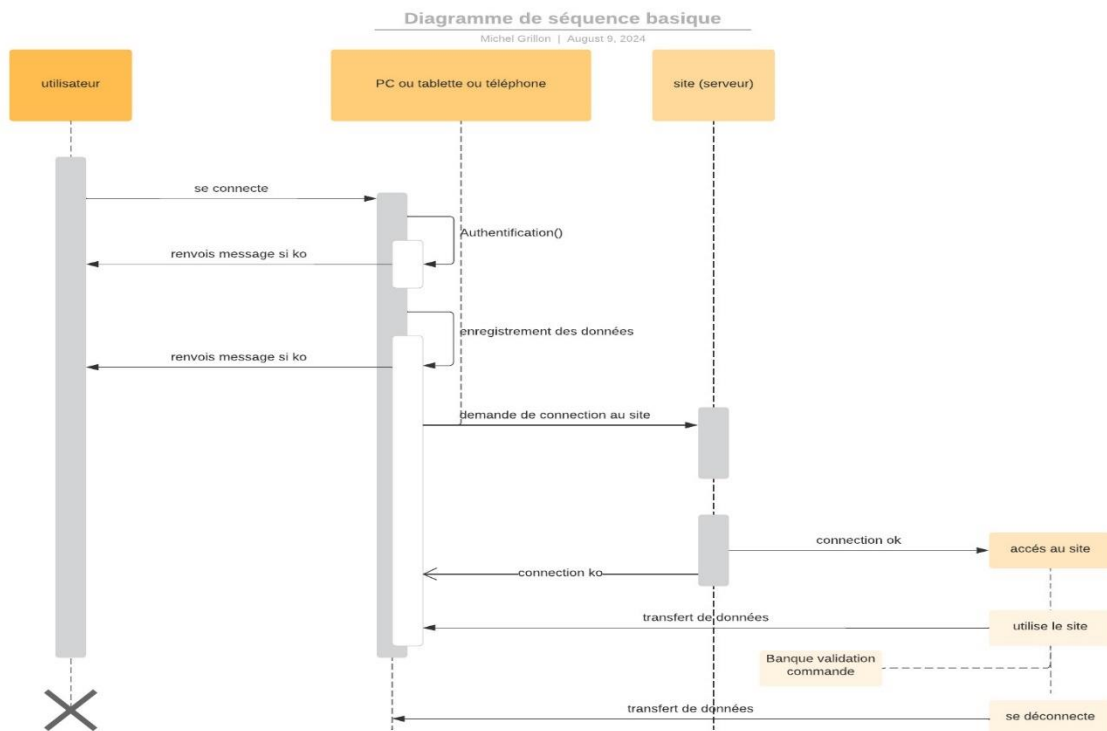 Diagramme de séquence basique
Michel Grillon | August 9, 2024
utilisateur
PC ou tablette ou téléphone
site (serveur)
se connecte
Authentification()
renvois message si ko
enregistrement des données
renvois message si ko
demande de connection au site
connection ok
accés au site
connection ko
transfert de données
utilise le site
Banque validation
commande
transfert de données
se déconnecte